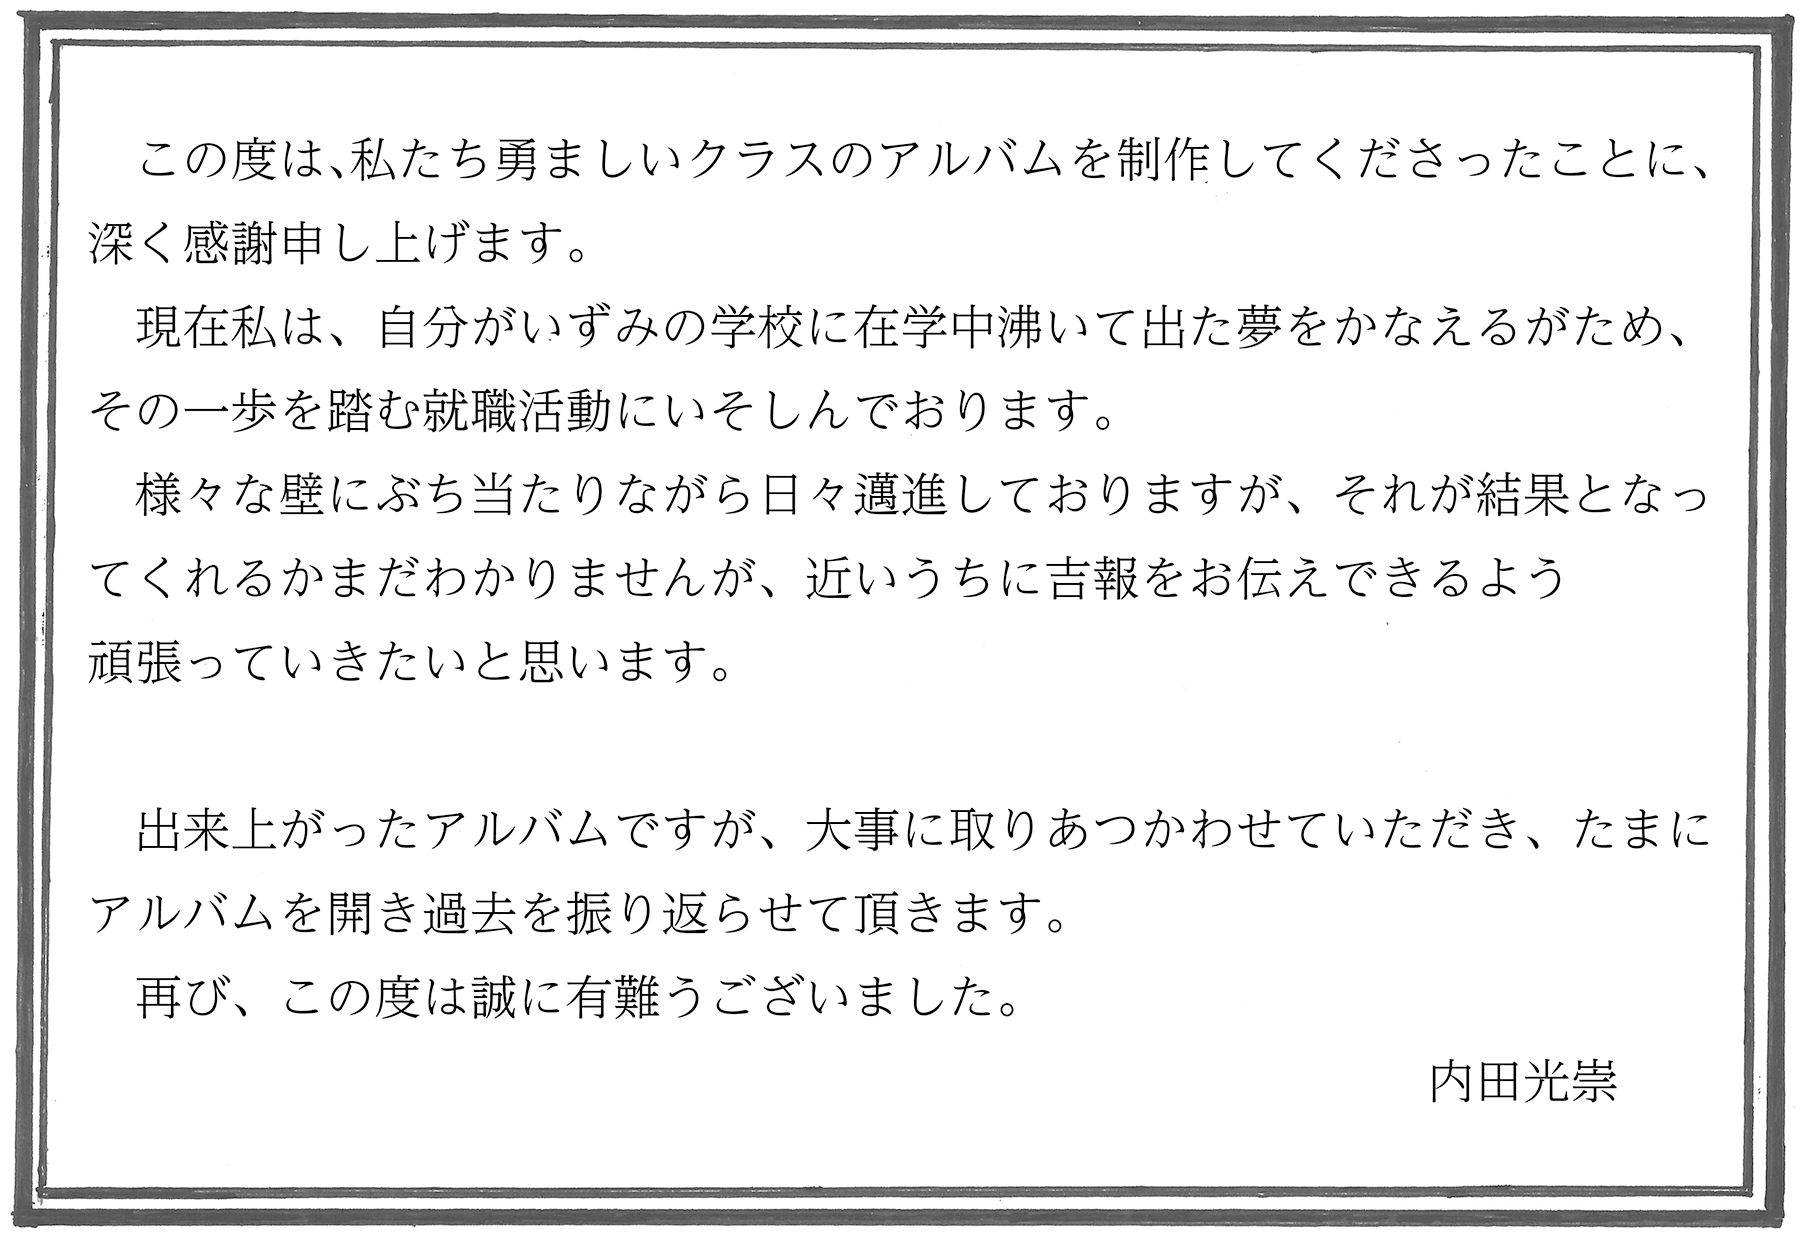 この度は、私たち勇ましいクラスのアルバムを制作してくださったことに、
深く感謝申し上げます。
現在私は、自分がいずみの学校に在学中沸いて出た夢をかなえるがため、
その一歩を踏む就職活動にいそしんでおります。
様々な壁にぶち当たりながら日々邁進しておりますが、それが結果となっ
てくれるかまだわかりませんが、近いうちに吉報をお伝えできるよう
頑張っていきたいと思います。
出来上がったアルバムですが、大事に取りあつかわせていただき、たまに
アルバムを開き過去を振り返らせて頂きます。
再び、この度は誠に有難うございました。
内田光崇